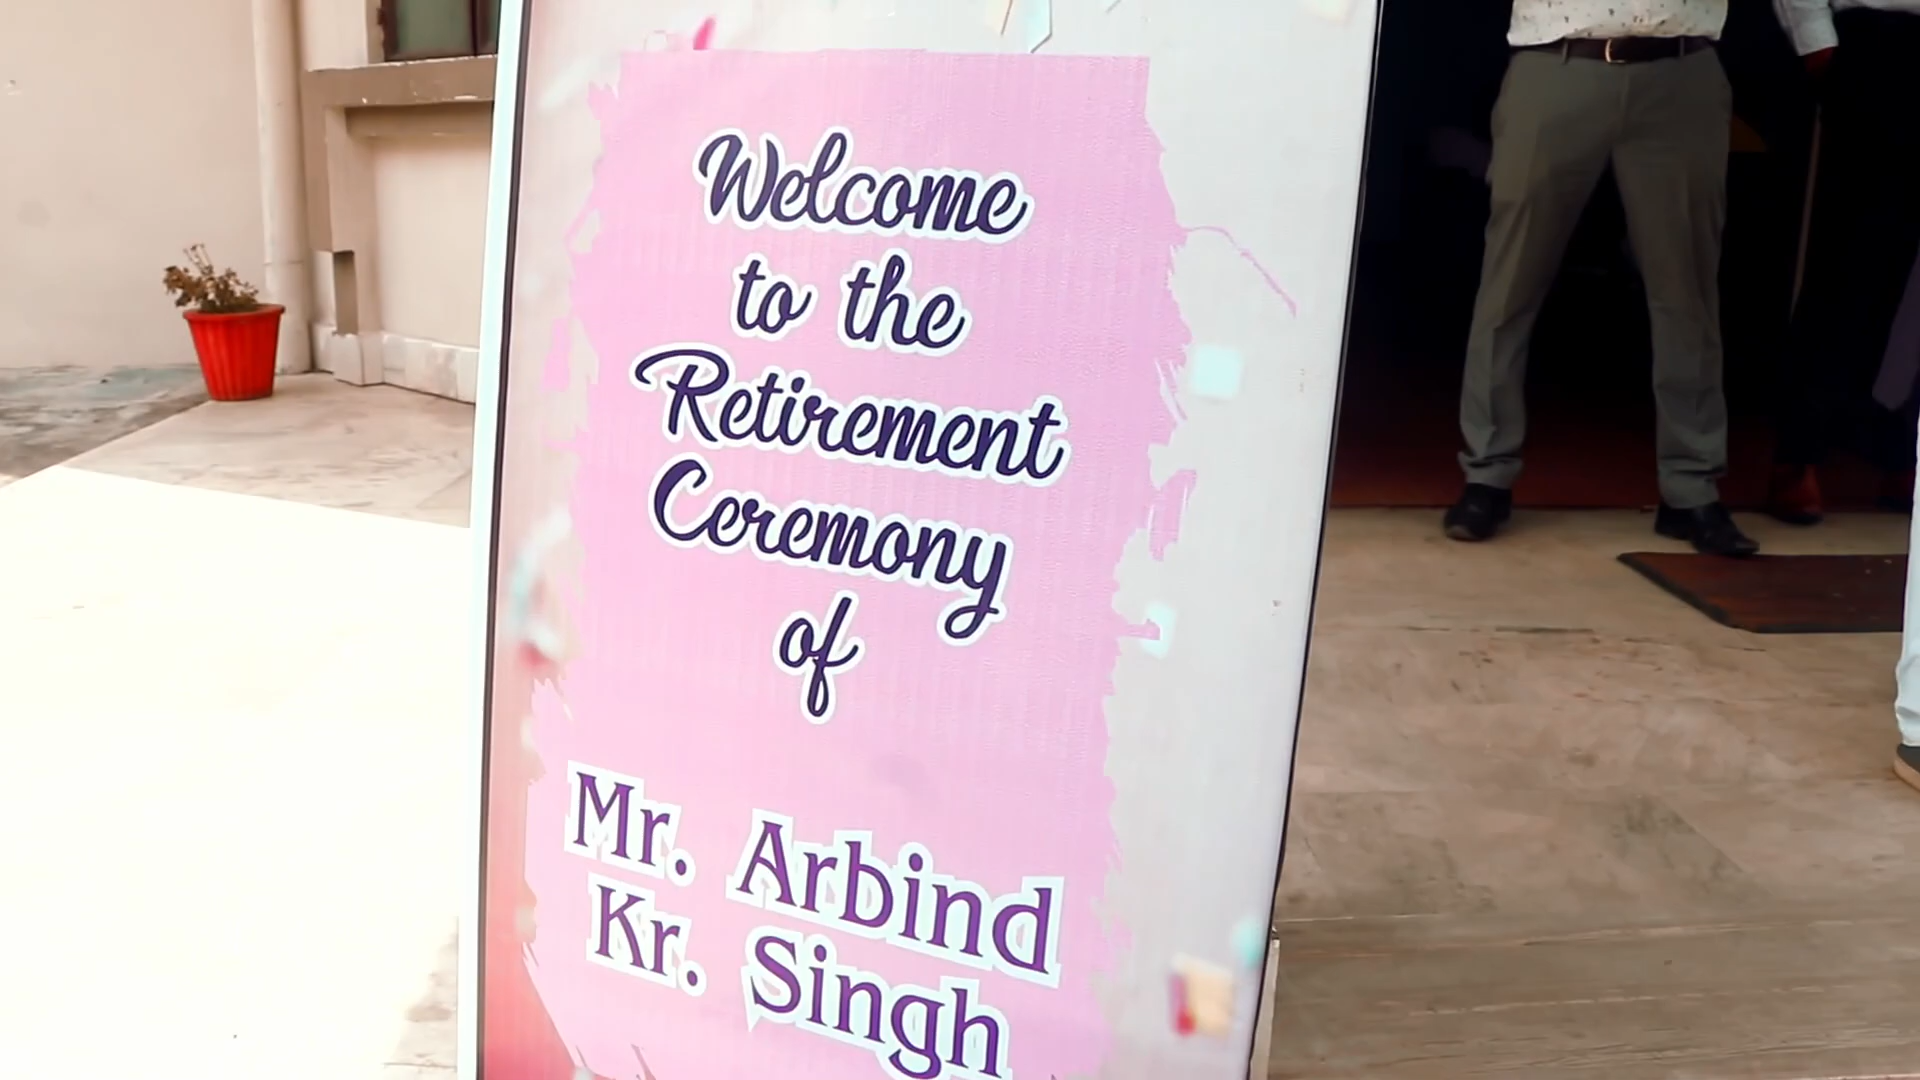 Welcome
to the
Retirement
Ceremony
of
Mr. Arbind
Kr. Singh